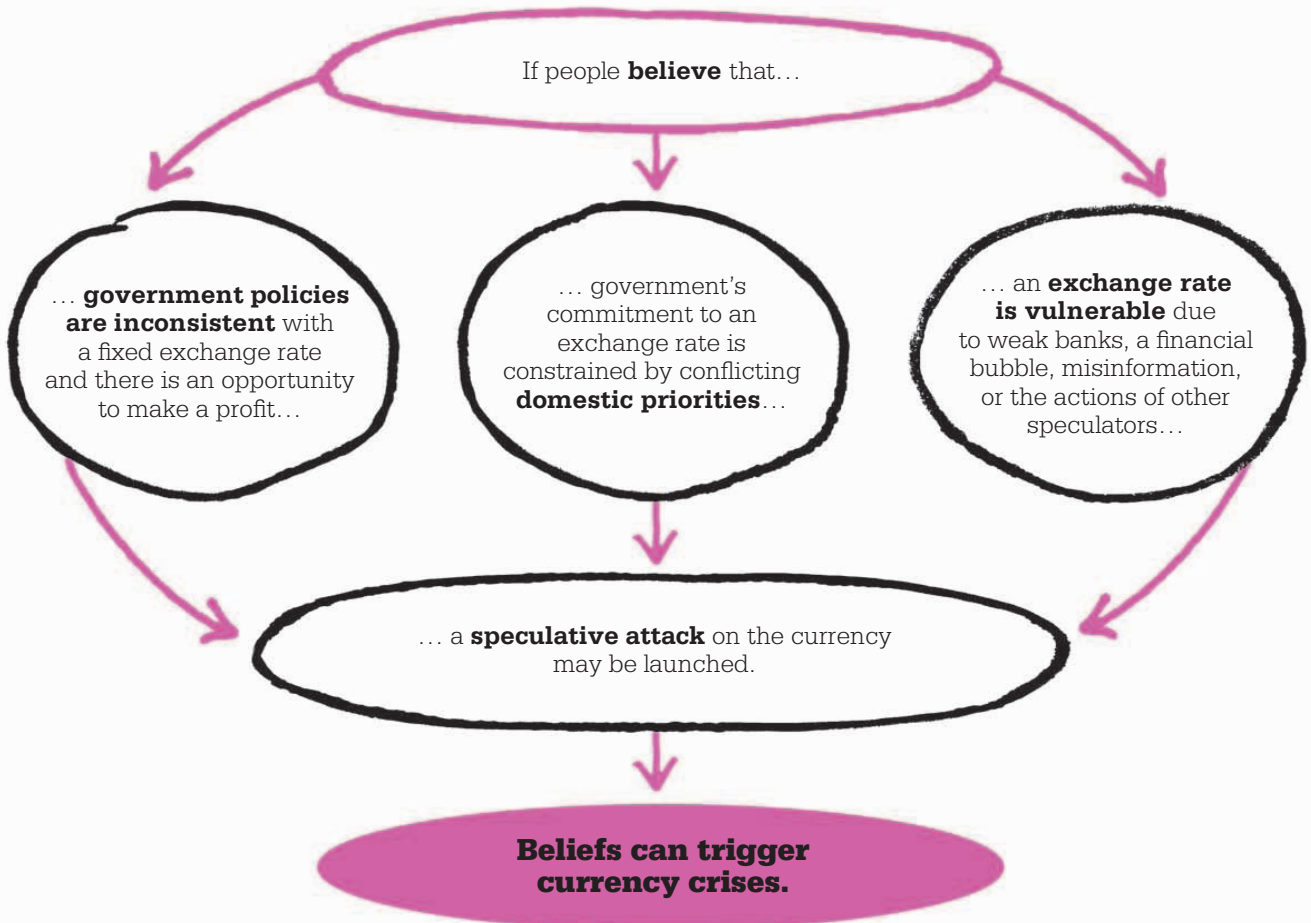 If people believe that…
… government policies
are inconsistent with
a fixed exchange rate
and there is an opportunity
to make a profit…
… government’s
commitment to an
exchange rate is
constrained by conflicting
domestic priorities…
… an exchange rate
is vulnerable due
to weak banks, a financial
bubble, misinformation,
or the actions of other
speculators…
… a speculative attack on the currency
may be launched.
Beliefs can trigger
currency crises.